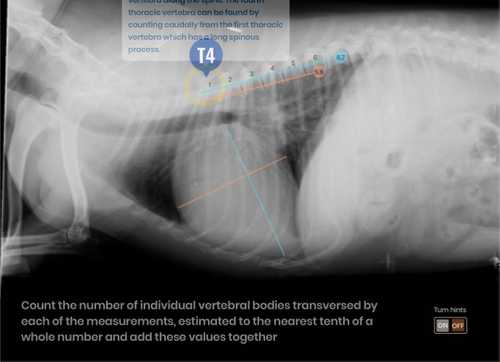 vertebra along the spine. The fourth
thoracic vertebra can be found by
counting caudally from the first thoracic
vertebra which has a long spinous
process.
T4
1 2 3 4 5 6 6.7
5.9
Count the number of individual vertebral bodies transversed by
each of the measurements, estimated to the nearest tenth of a
whole number and add these values together
Turn hints
ON OFF